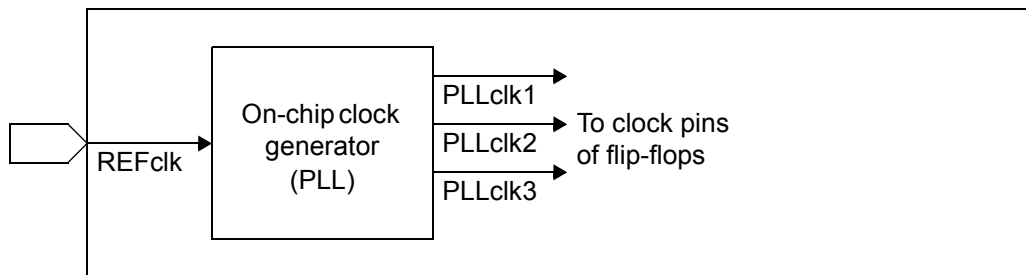 REFclk
On-chip clock
generator
(PLL)
PLLclk1
PLLclk2
PLLclk3
To clock pins
of flip-flops